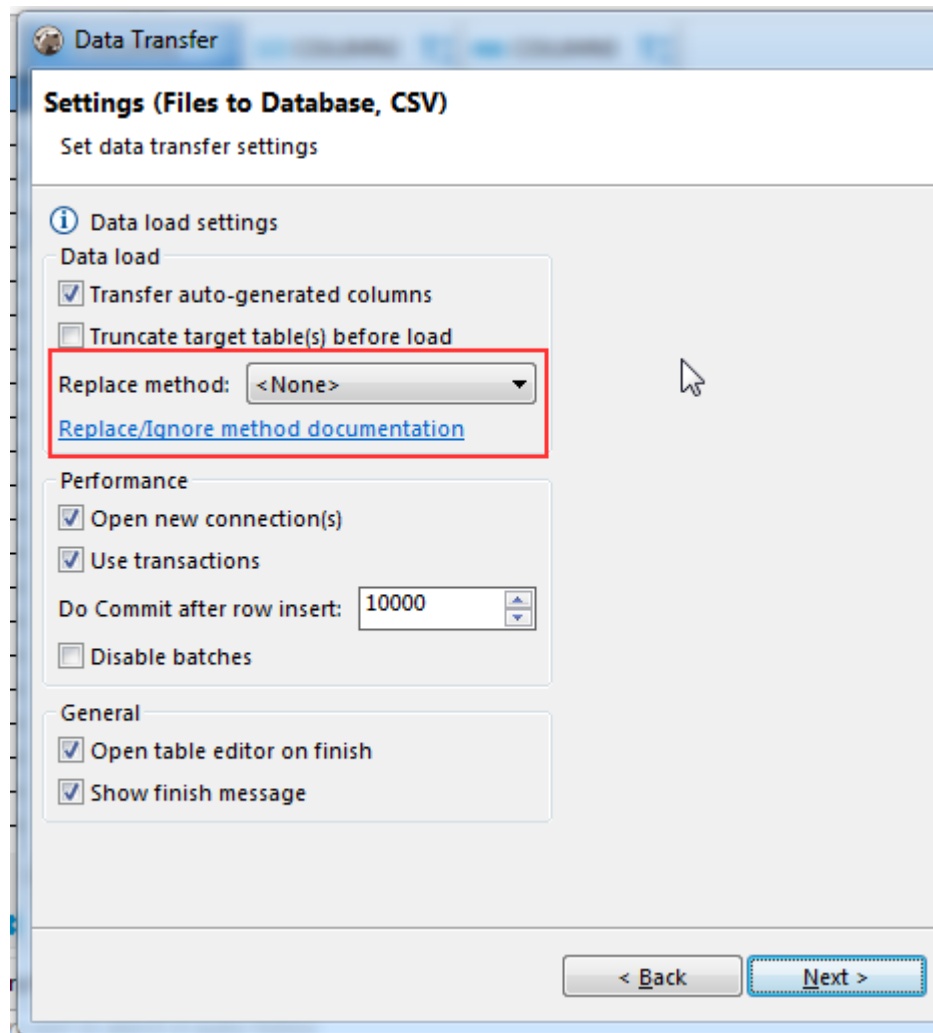 Data Transfer
Settings (Files to Database, CSV)
Set data transfer settings
Data load settings
Data load
Transfer auto-generated columns
Truncate target table(s) before load
Replace method: <None>
Replace/Ignore method documentation
Performance
Open new connection(s)
Use transactions
Do Commit after row insert: 10000
Disable batches
General
Open table editor on finish
Show finish message
< Back Next >